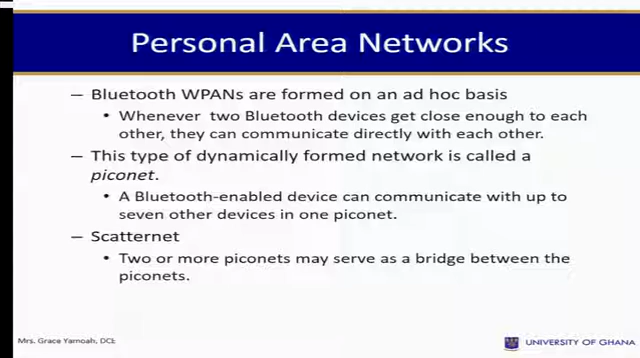 Personal Area Networks
– Bluetooth WPANs are formed on an ad hoc basis
• Whenever two Bluetooth devices get close enough to each
other, they can communicate directly with each other.
– This type of dynamically formed network is called a
piconet.
• A Bluetooth-enabled device can communicate with up to
seven other devices in one piconet.
– Scatternet
• Two or more piconets may serve as a bridge between the
piconets.
Mrs. Grace Yamoah, DCE
UNIVERSITY OF GHANA